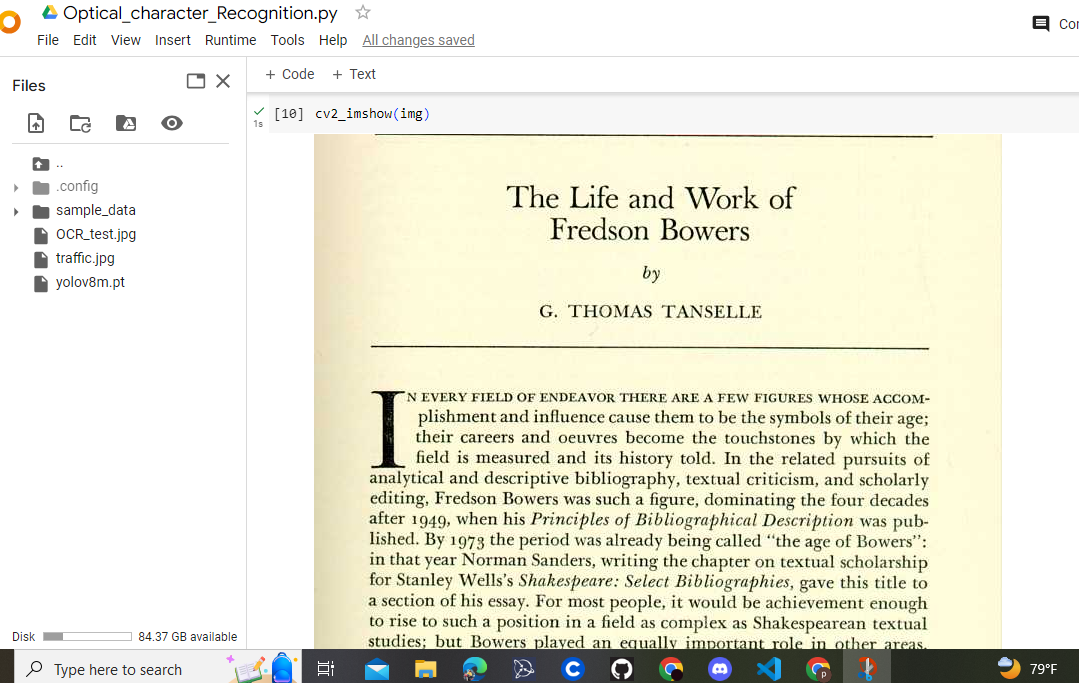 Optical_character_Recognition.py
File Edit View Insert Runtime Tools Help All changes saved
Files
+ Code + Text
[10] cv2_imshow(img)
1s
..
.config
sample_data
OCR_test.jpg
traffic.jpg
yolov8m.pt
The Life and Work of
Fredson Bowers
by
G. THOMAS TANSELLE
IN EVERY FIELD OF ENDEAVOR THERE ARE A FEW FIGURES WHOSE ACCOM-
plishment and influence cause them to be the symbols of their age;
their careers and oeuvres become the touchstones by which the
field is measured and its history told. In the related pursuits of
analytical and descriptive bibliography, textual criticism, and scholarly
editing, Fredson Bowers was such a figure, dominating the four decades
after 1949, when his Principles of Bibliographical Description was pub-
lished. By 1973 the period was already being called “the age of Bowers”:
in that year Norman Sanders, writing the chapter on textual scholarship
for Stanley Wells's Shakespeare: Select Bibliographies, gave this title to
a section of his essay. For most people, it would be achievement enough
to rise to such a position in a field as complex as Shakespearean textual
studies; but Bowers played an equally important role in other areas.
Disk 84.37 GB available
Type here to search
79°F